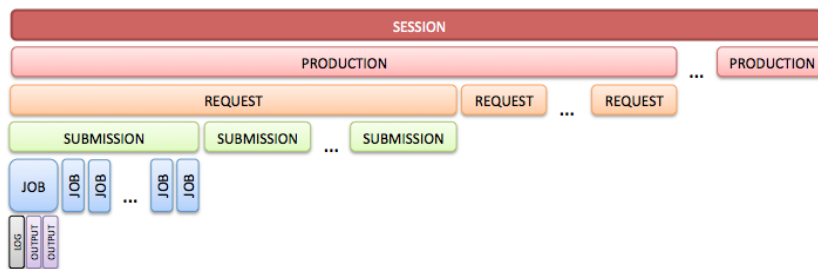 SESSION
PRODUCTION ... PRODUCTION
REQUEST REQUEST ... REQUEST
SUBMISSION SUBMISSION ... SUBMISSION
JOB JOB JOB ... JOB JOB
LOG OUTPUT OUTPUT